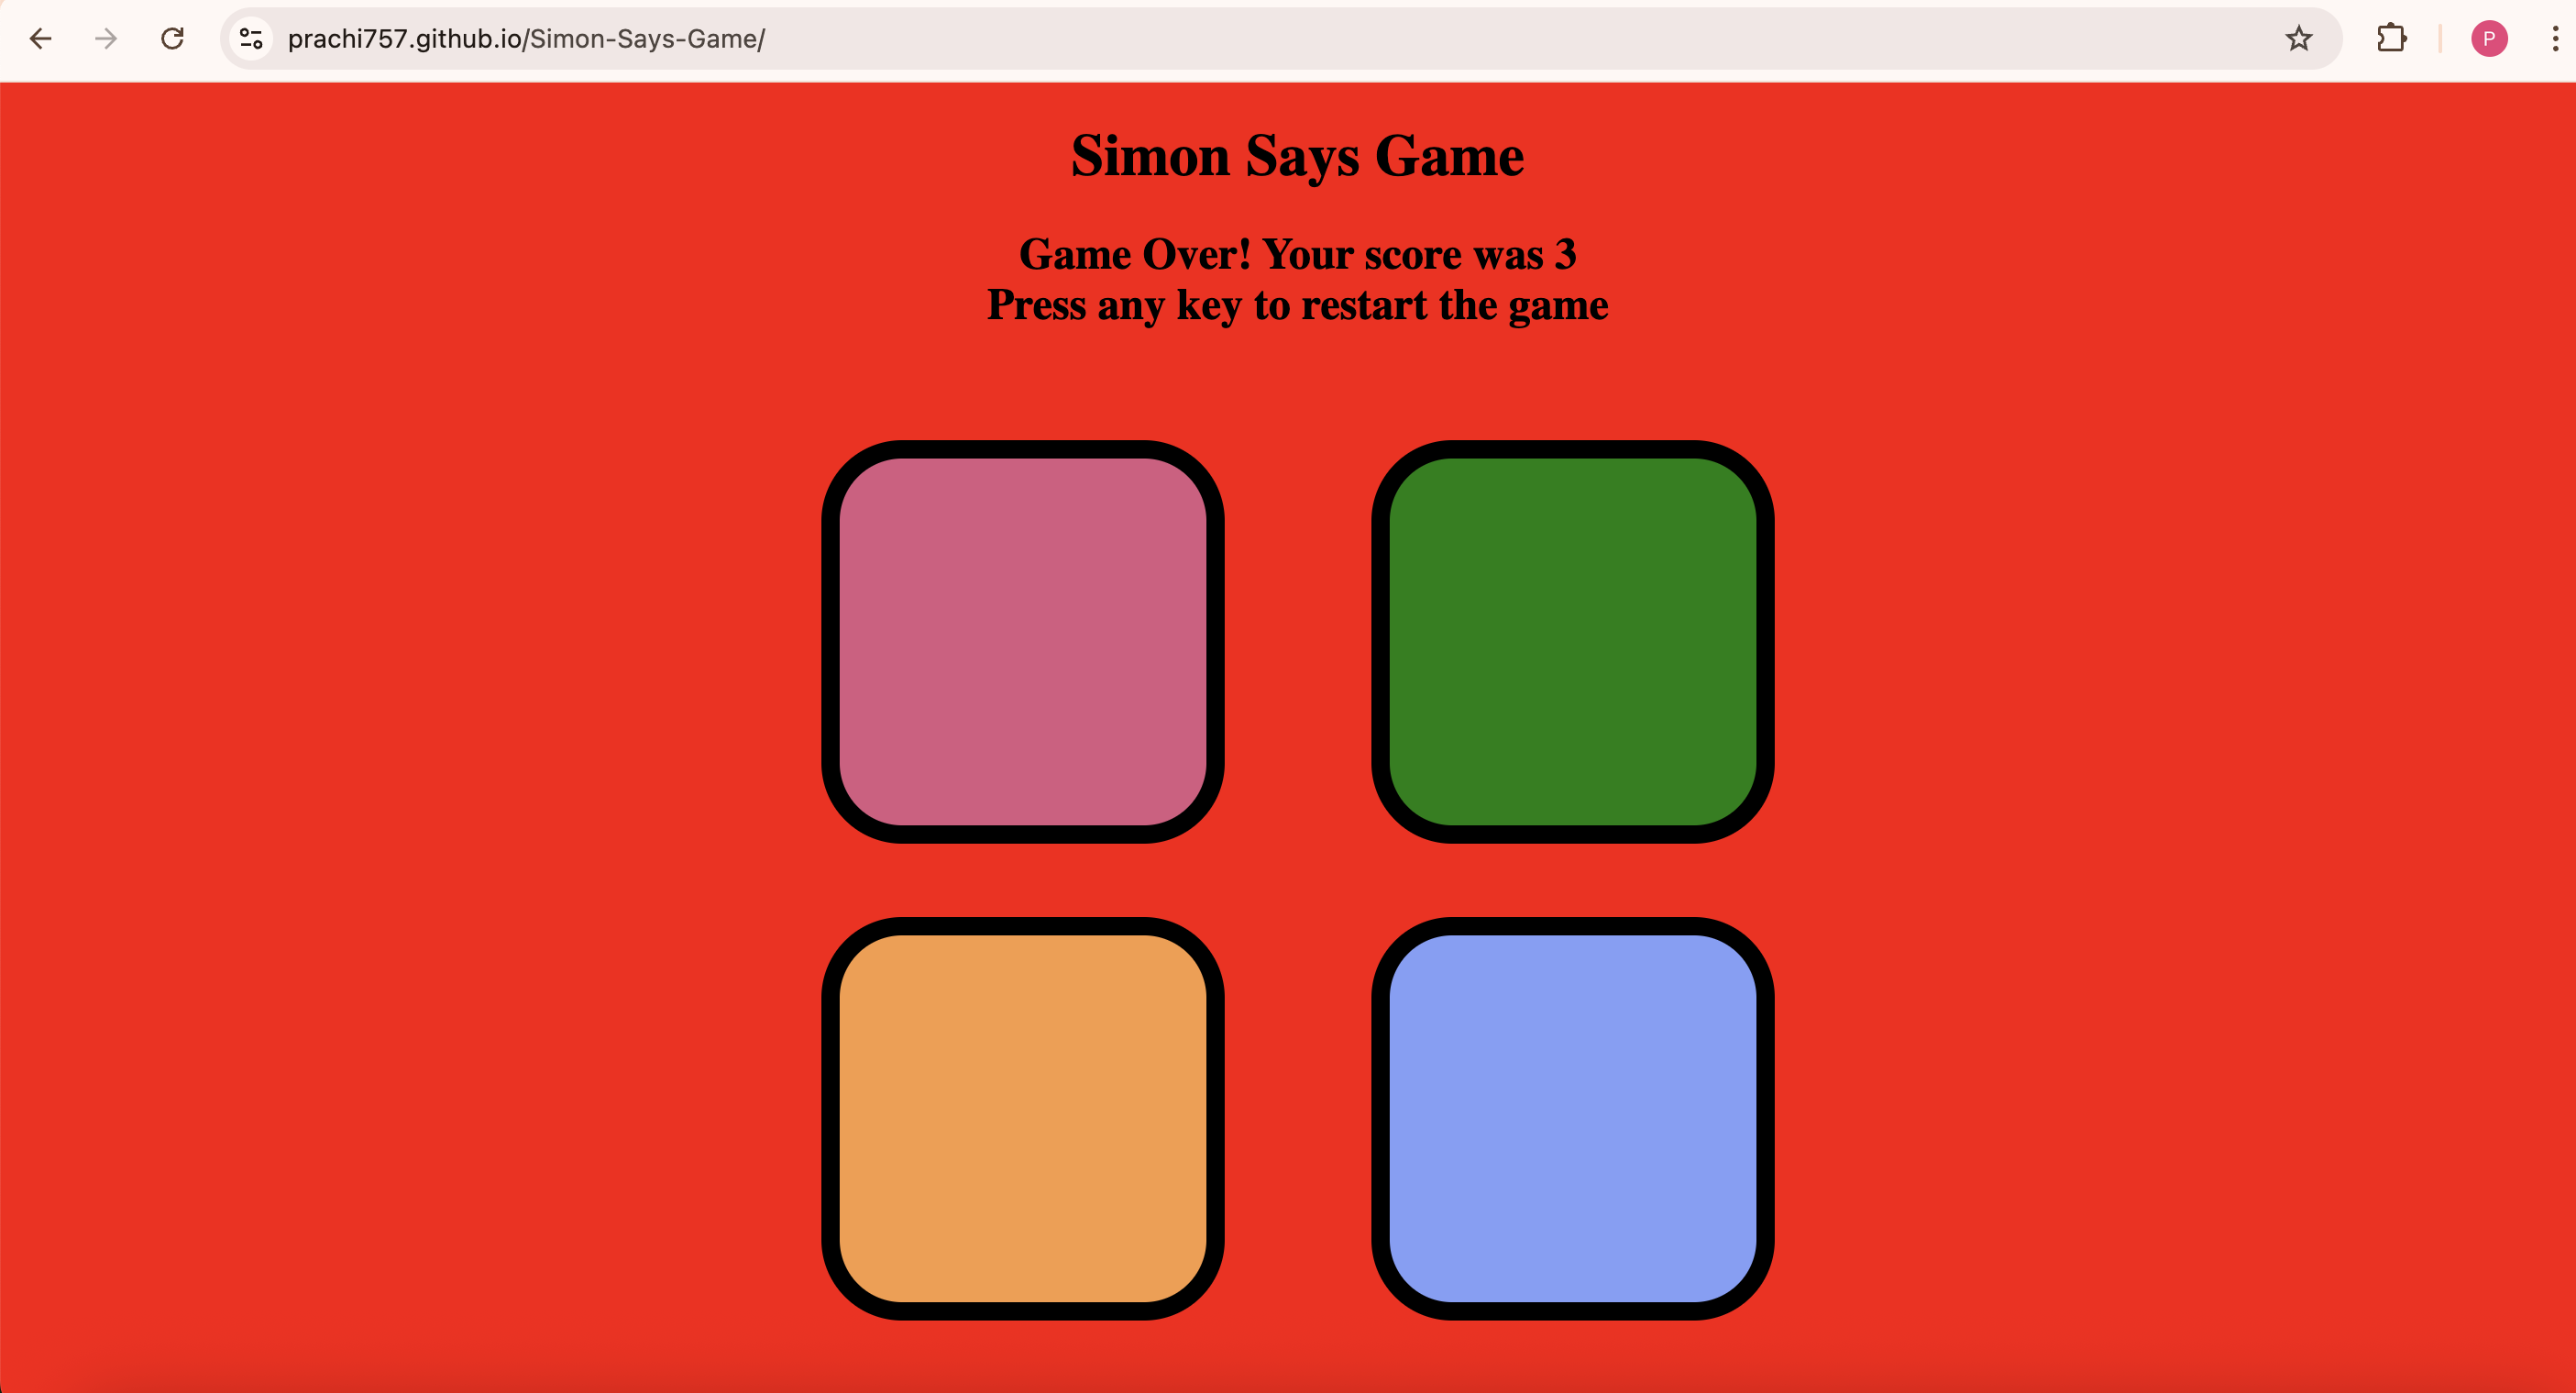 prachi757.github.io/Simon-Says-Game/
P
Simon Says Game
Game Over! Your score was 3
Press any key to restart the game